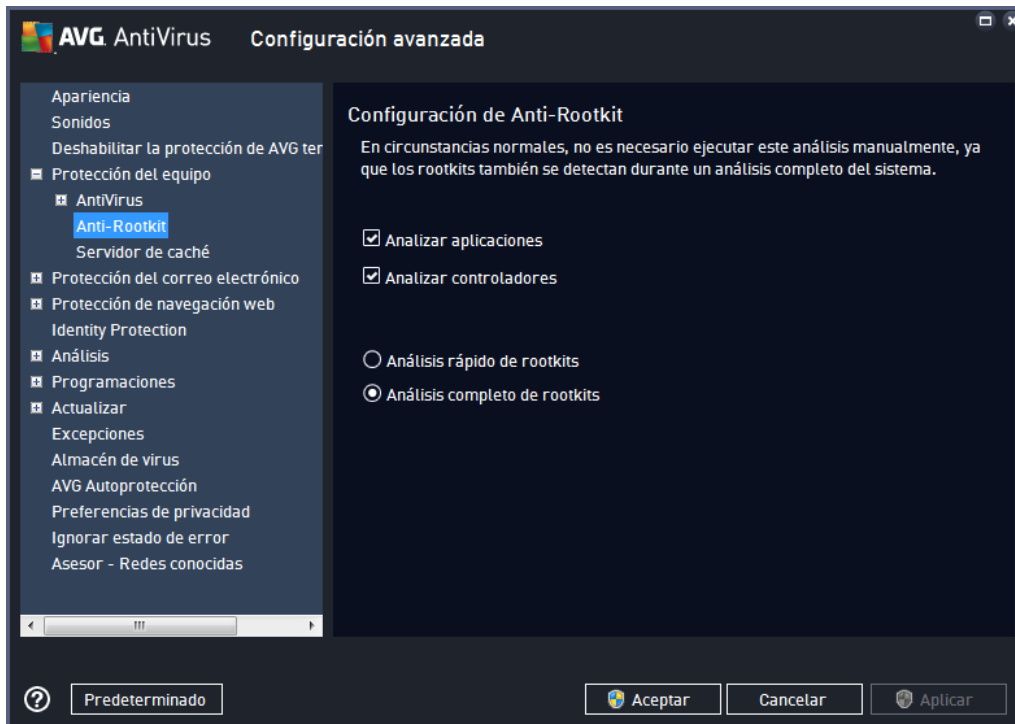 AVG. AntiVirus Configuración avanzada
Apariencia
Sonidos
Deshabilitar la protección de AVG ter
Protección del equipo
AntiVirus
Anti-Rootkit
Servidor de caché
Protección del correo electrónico
Protección de navegación web
Identity Protection
Análisis
Programaciones
Actualizar
Excepciones
Almacén de virus
AVG Autoprotección
Preferencias de privacidad
Ignorar estado de error
Asesor - Redes conocidas
Configuración de Anti-Rootkit
En circunstancias normales, no es necesario ejecutar este análisis manualmente, ya
que los rootkits también se detectan durante un análisis completo del sistema.
Analizar aplicaciones
Analizar controladores
Análisis rápido de rootkits
Análisis completo de rootkits
? Predeterminado Aceptar Cancelar Aplicar